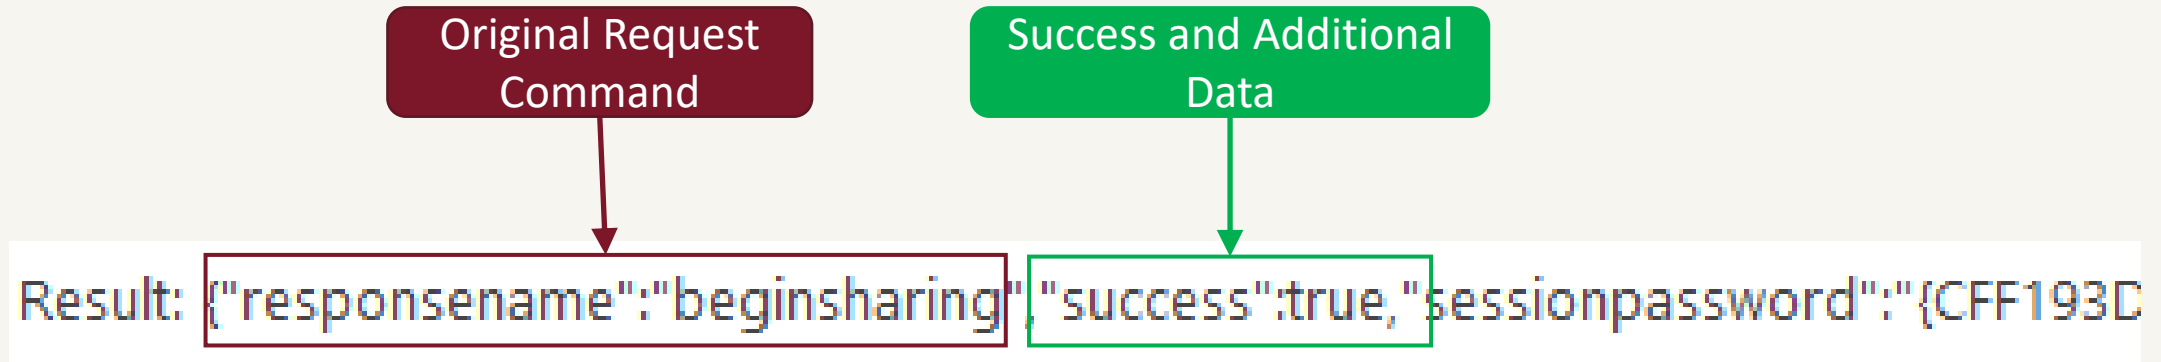 Original Request
Command
Success and Additional
Data
Result: {"responsename":"beginsharing","success":true,"sessionpassword":"{CFF193D